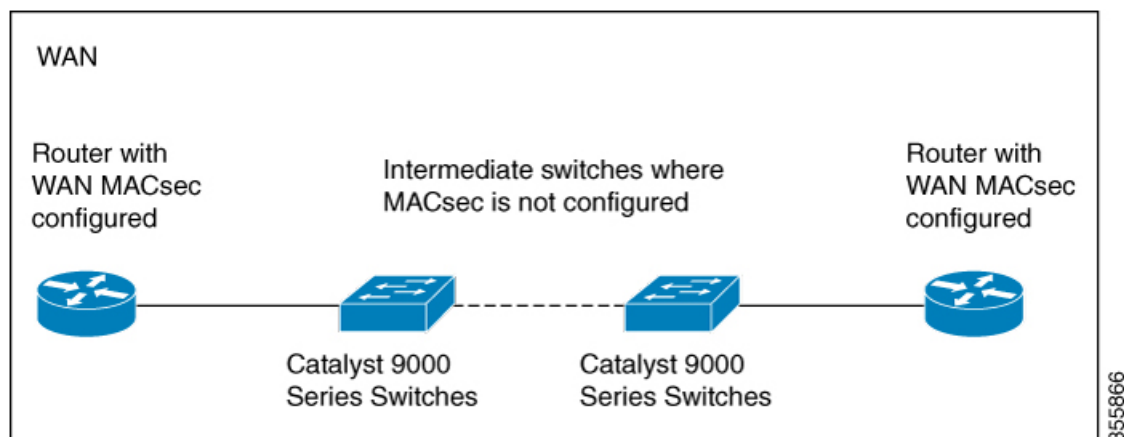 WAN
Router with
WAN MACsec
configured
Intermediate switches where
MACsec is not configured
Router with
WAN MACsec
configured
Catalyst 9000
Series Switches
Catalyst 9000
Series Switches
355866